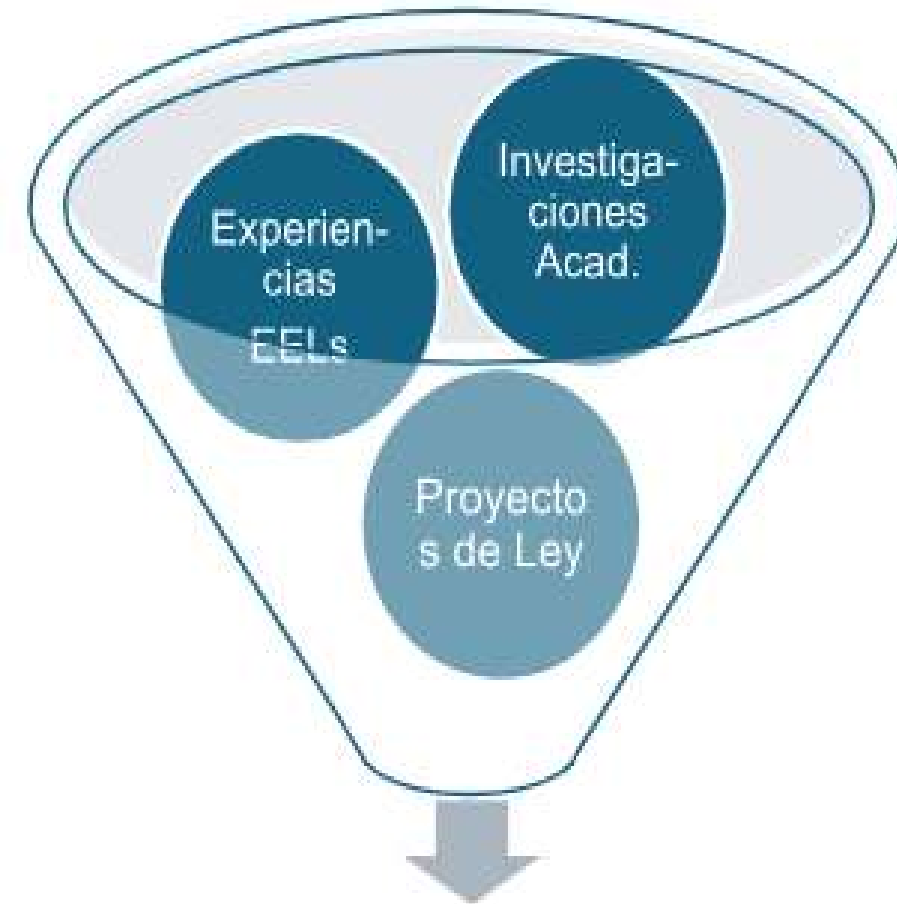 Experien-
cias
EELs
Investiga-
ciones
Acad.
Proyecto
s de Ley